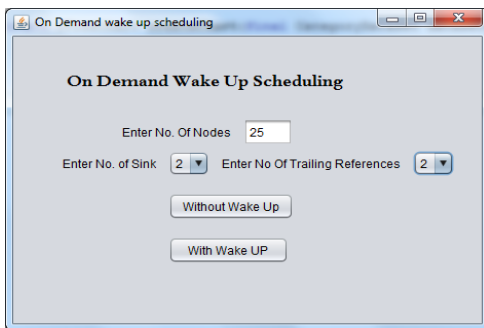 On Demand wake up scheduling
On Demand Wake Up Scheduling
Enter No. Of Nodes 25
Enter No. of Sink 2 Enter No Of Trailing References 2
Without Wake Up
With Wake UP